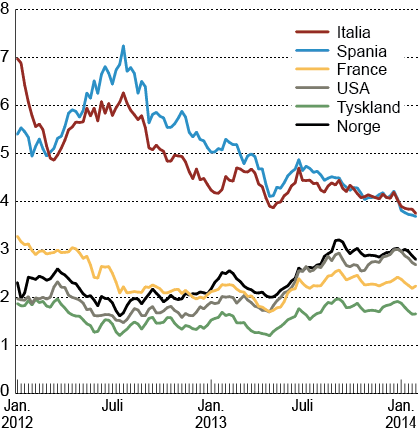 8
7
6
5
4
3
2
1
0
Italia
Spania
France
USA
Tyskland
Norge
Jan. Juli Jan. Juli Jan.
2012 2013 2014